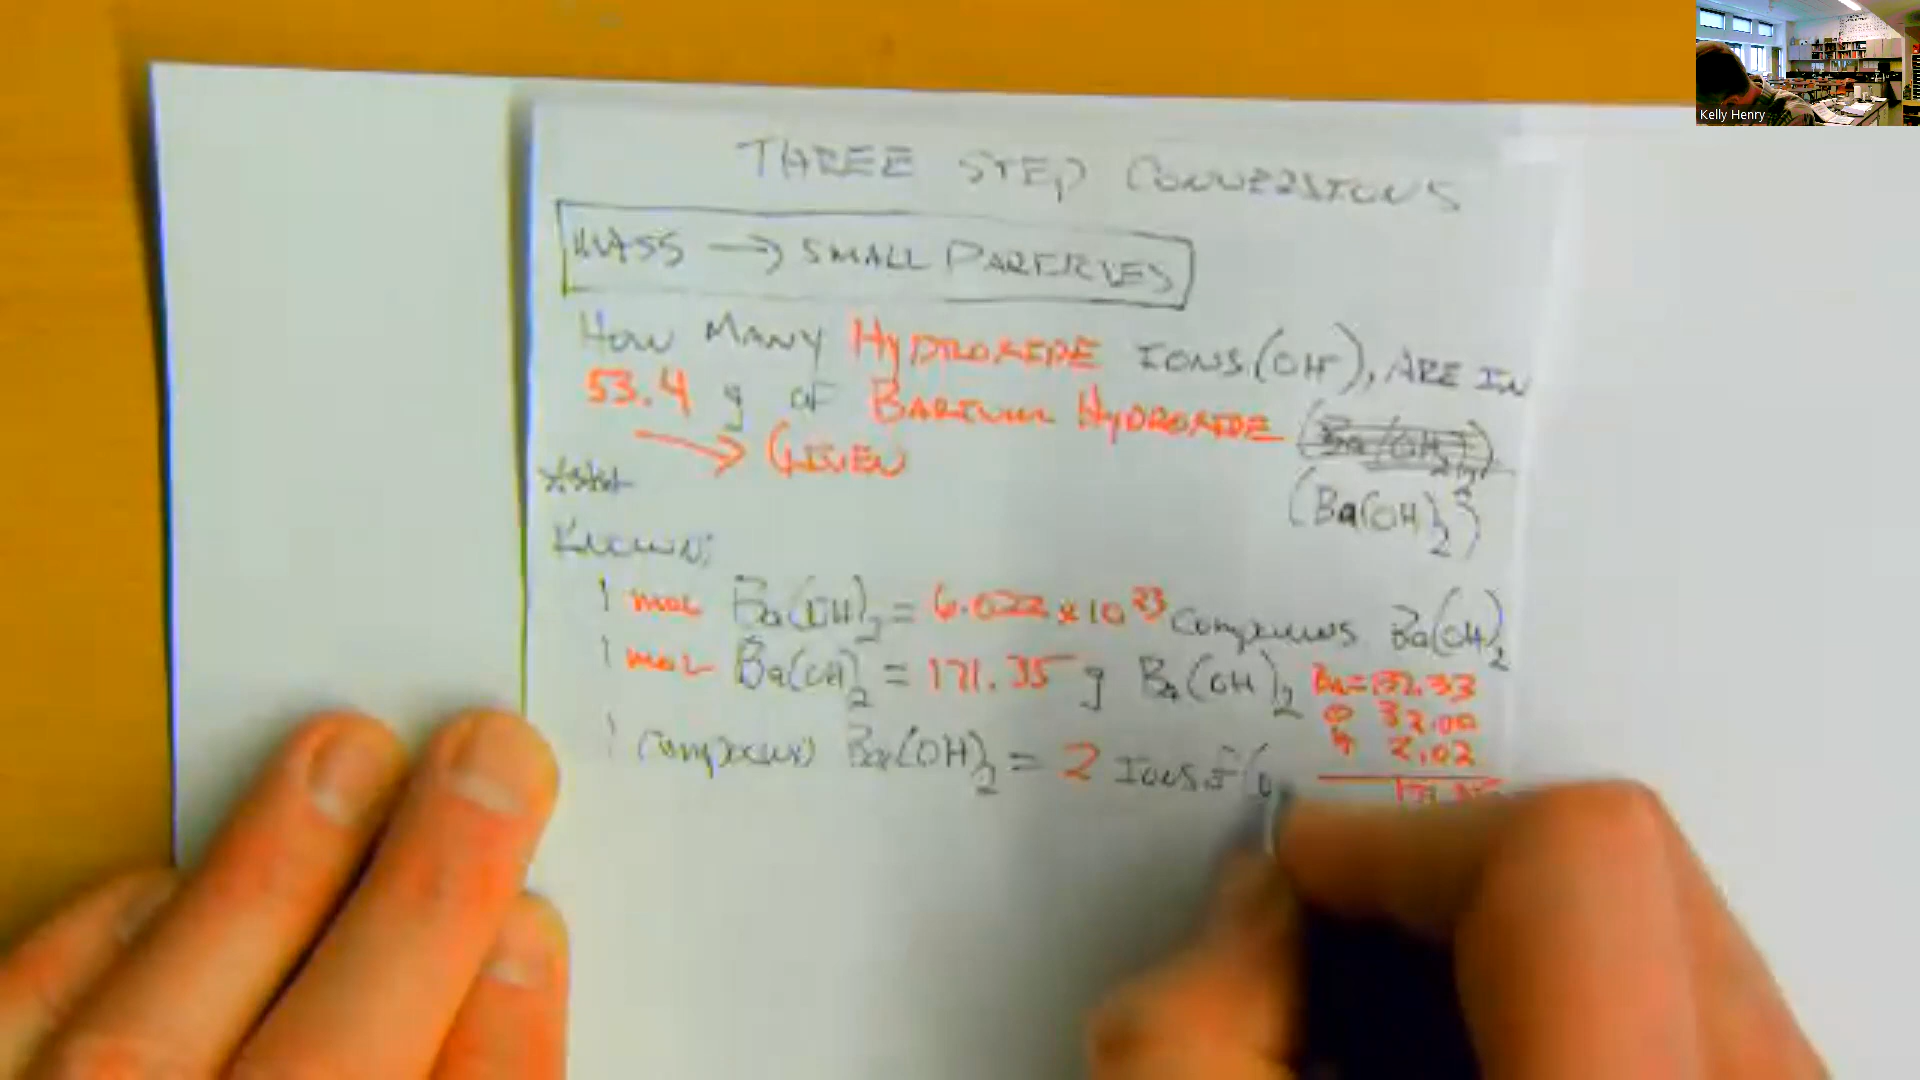 THREE STEP CONVERSIONS
MASS → SMALL PARTICLES
HOW MANY HYDROXIDE IONS (OH⁻), ARE IN
53.4 g OF BARIUM HYDROXIDE
→ GIVEN
(Ba(OH)₂)
KNOWN:
1 mol Ba(OH)₂ = 6.022 x 10²³ Ba(OH)₂
1 mol Ba(OH)₂ = 171.35 g Ba(OH)₂
Ba = 137.33
O 32.00
H 2.02
171.35
1 Ba(OH)₂ = 2 IONS
Kelly Henry